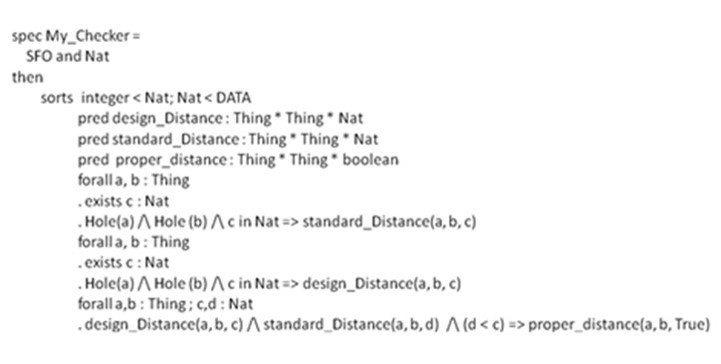 spec My_Checker =
SFO and Nat
then
sorts integer < Nat; Nat < DATA
pred design_Distance : Thing * Thing * Nat
pred standard_Distance : Thing * Thing * Nat
pred proper_distance : Thing * Thing * boolean
forall a, b : Thing
. exists c : Nat
. Hole(a) /\ Hole (b) /\ c in Nat => standard_Distance(a, b, c)
forall a, b : Thing
. exists c : Nat
. Hole(a) /\ Hole (b) /\ c in Nat => design_Distance(a, b, c)
forall a,b : Thing ; c,d : Nat
. design_Distance(a, b, c) /\ standard_Distance(a, b, d) /\ (d < c) => proper_distance(a, b, True)